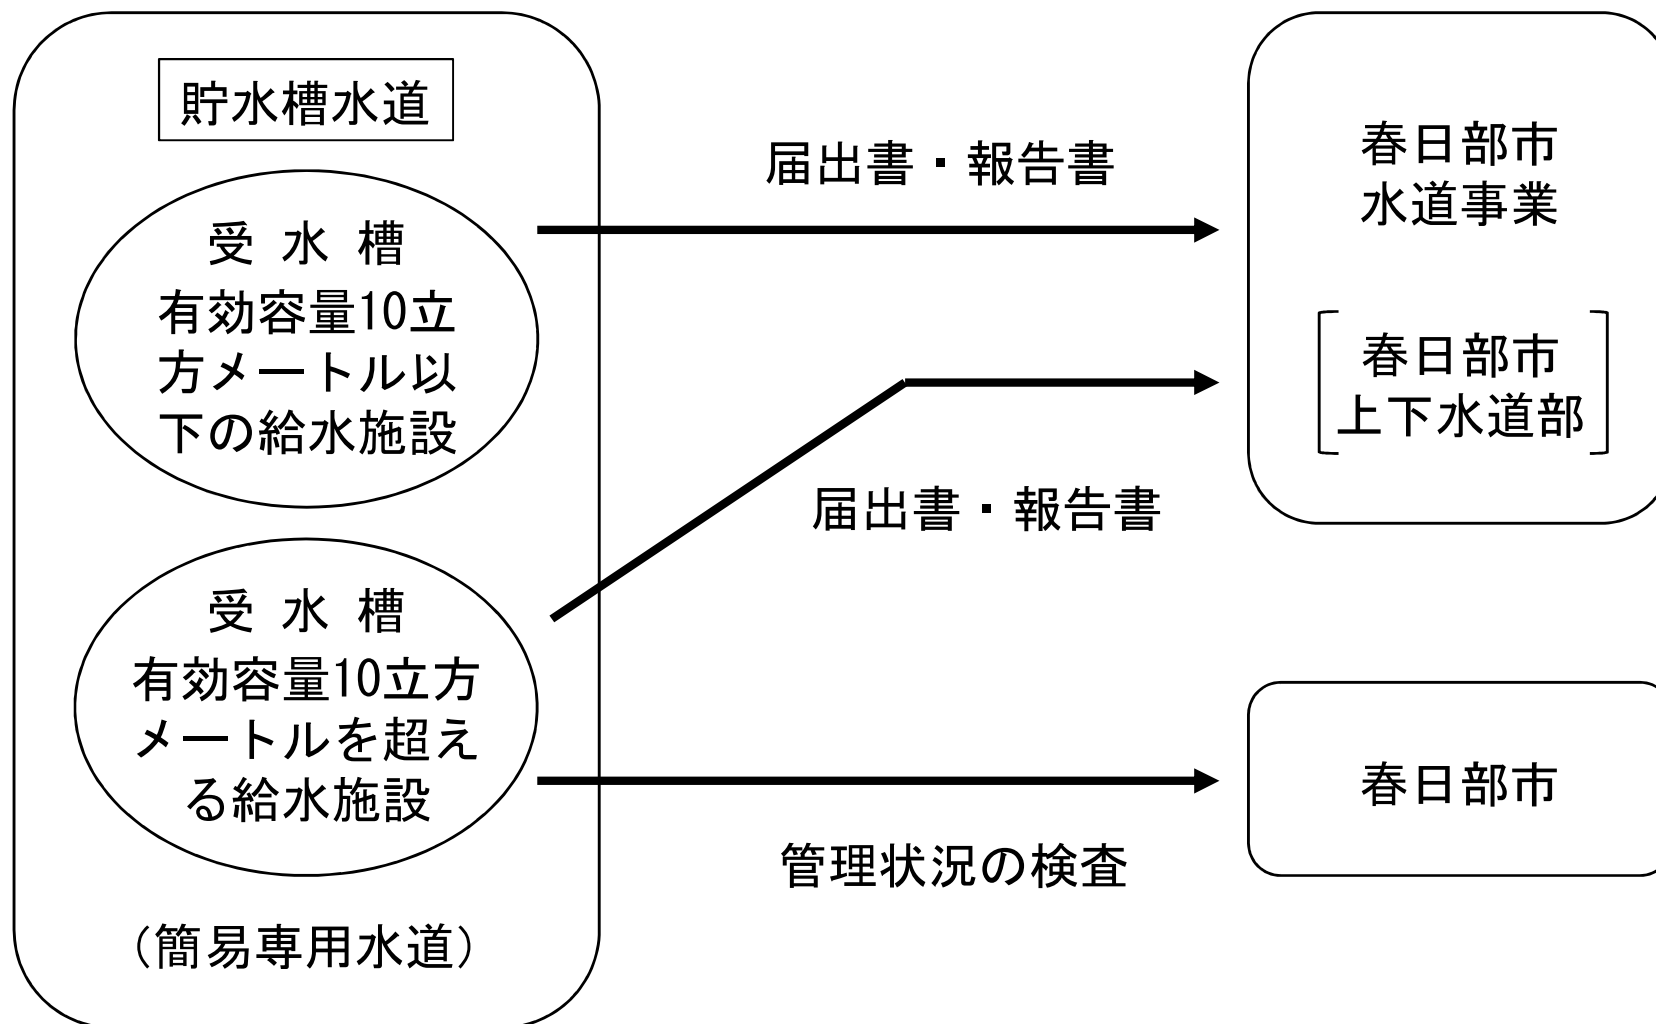 貯水槽水道
受 水 槽
有効容量10立
方メートル以
下の給水施設
受 水 槽
有効容量10立方
メートルを超え
る給水施設
（簡易専用水道）
届出書・報告書
届出書・報告書
管理状況の検査
春日部市
水道事業
春日部市
上下水道部
春日部市